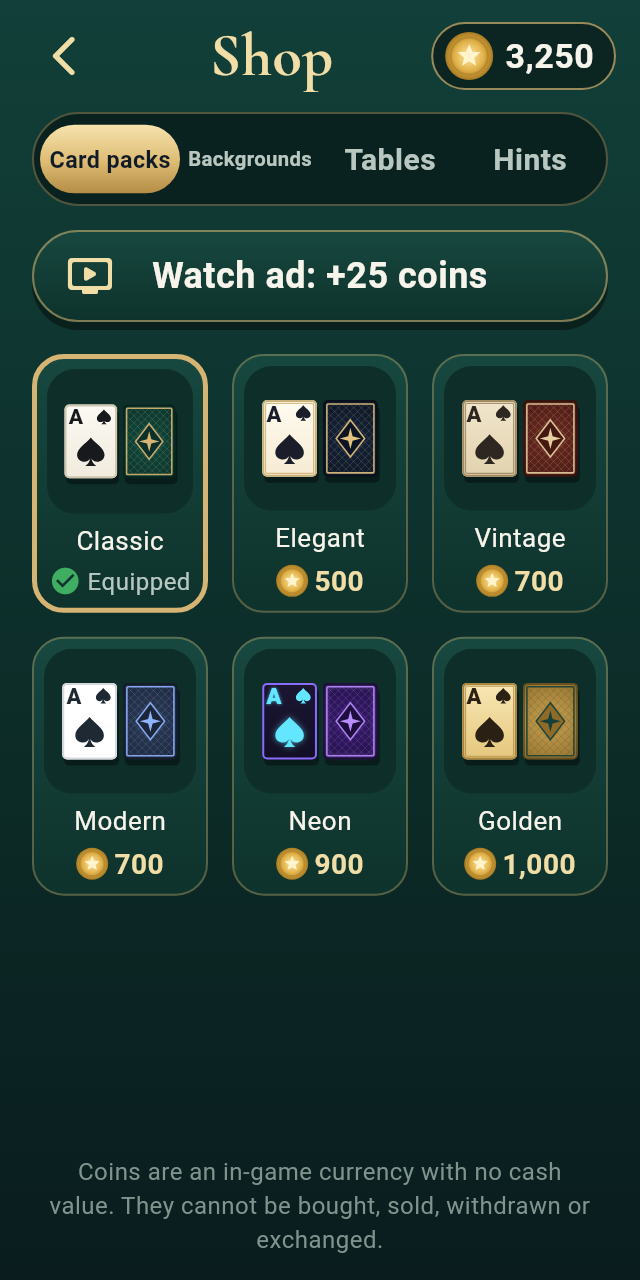 Shop
3,250
Card packs
Backgrounds
Tables
Hints
Watch ad: +25 coins
A
A
A
Classic
Elegant
Vintage
Equipped
500
700
A
A
A
Modern
Neon
Golden
700
900
1,000
Coins are an in-game currency with no cash
value. They cannot be bought, sold, withdrawn or
exchanged.